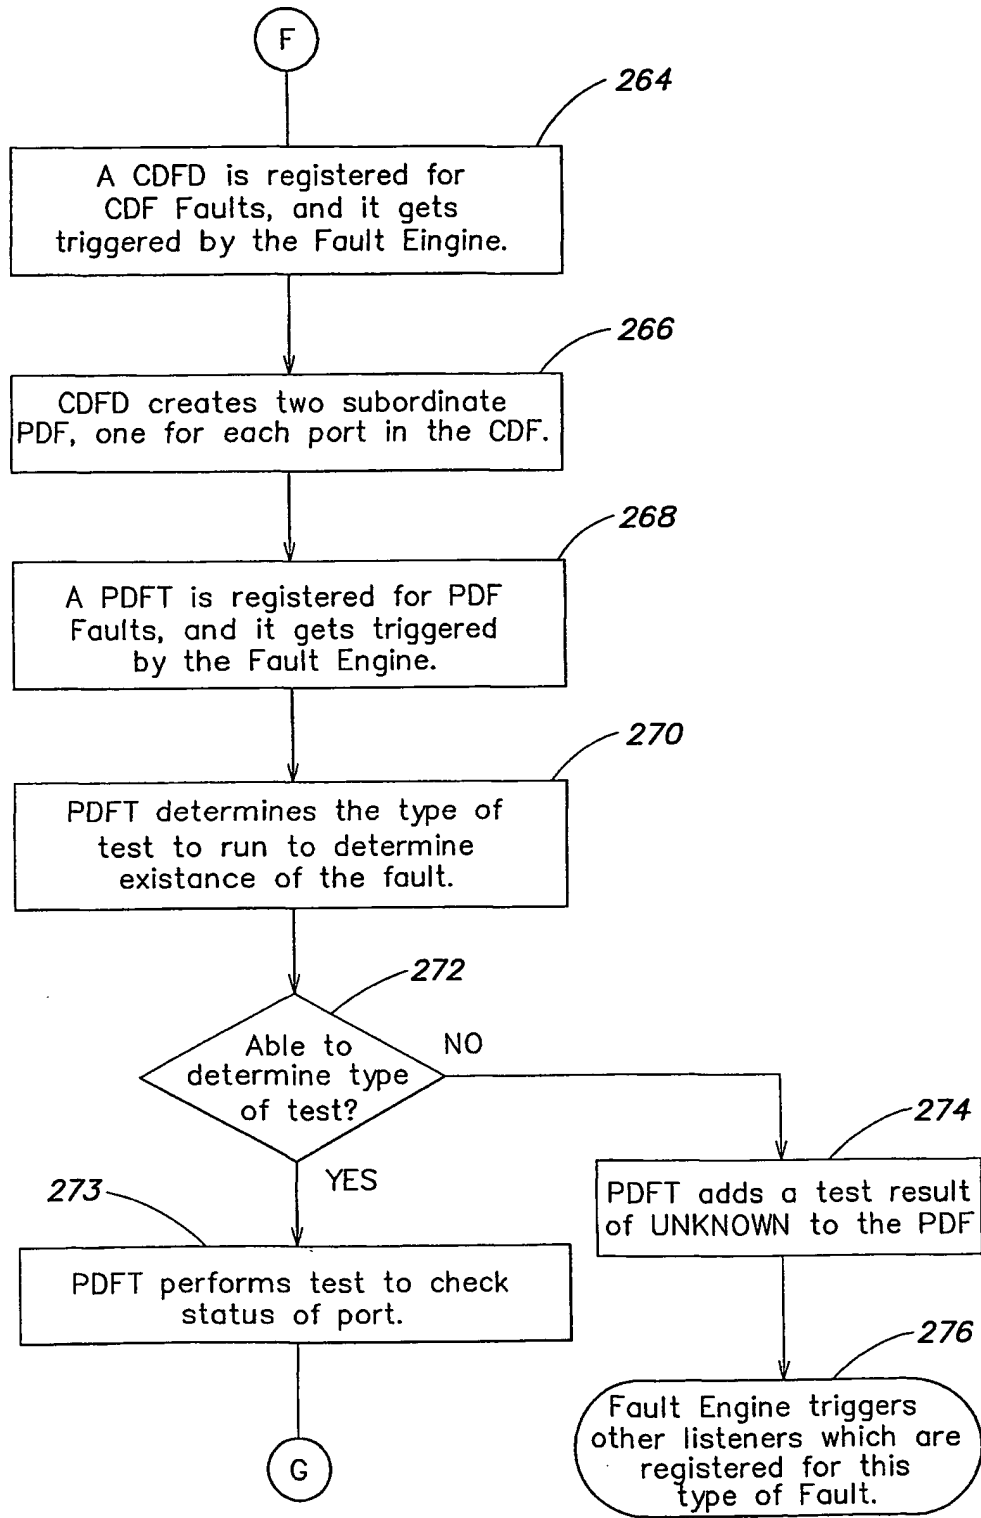 F
264
A CDFD is registered for
CDF Faults, and it gets
triggered by the Fault Eingine.
266
CDFD creates two subordinate
PDF, one for each port in the CDF.
268
A PDFT is registered for PDF
Faults, and it gets triggered
by the Fault Engine.
270
PDFT determines the type of
test to run to determine
existance of the fault.
272
Able to
determine type
of test?
NO
YES
273
PDFT performs test to check
status of port.
G
274
PDFT adds a test result
of UNKNOWN to the PDF
276
Fault Engine triggers
other listeners which are
registered for this
type of Fault.